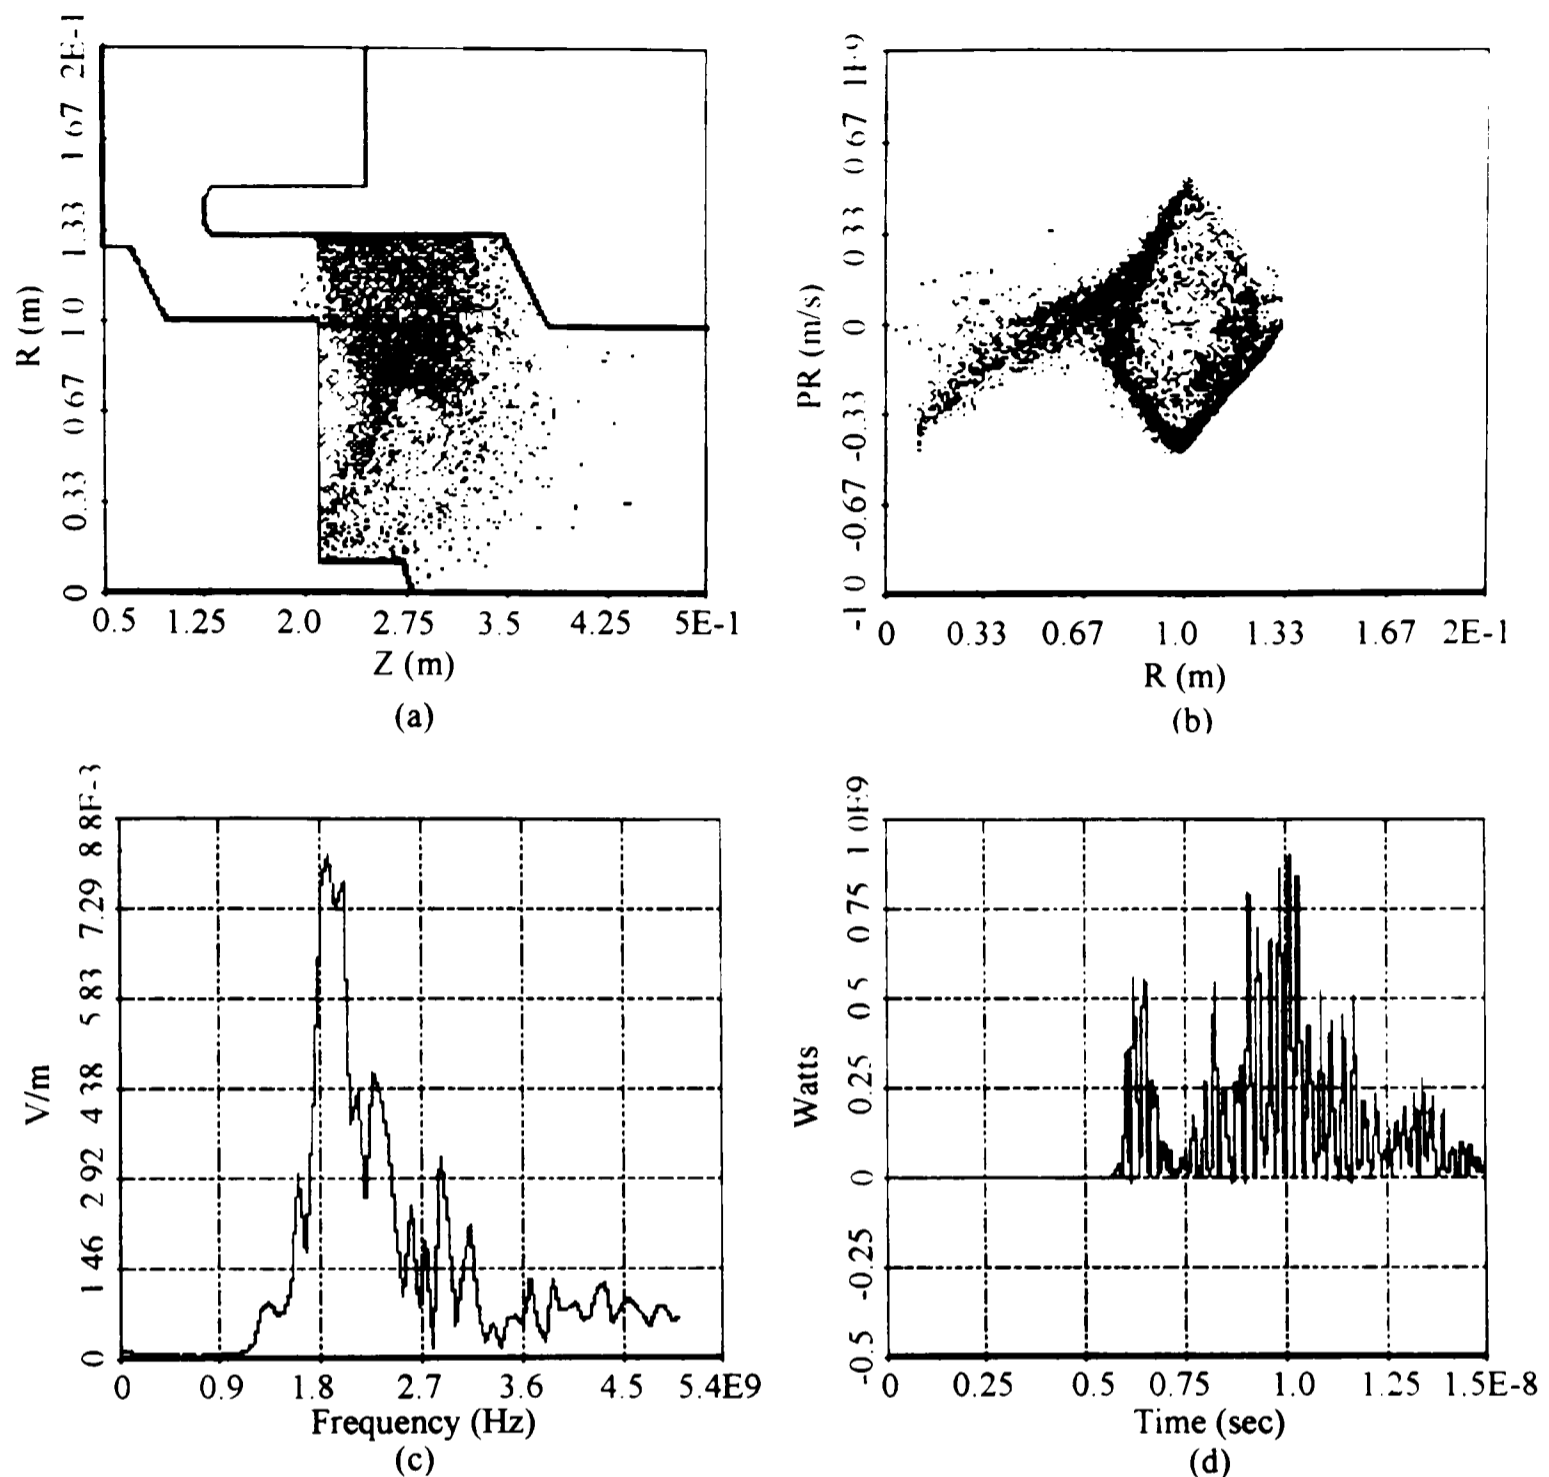 2E-1
1.67
1.33
1.0
0.67
0.33
0
R (m)
0.5 1.25 2.0 2.75 3.5 4.25 5E-1
Z (m)
(a)
0.67
0.33
0
-0.33
-0.67
-1.0
PR (m/s)
0 0.33 0.67 1.0 1.33 1.67 2E-1
R (m)
(b)
7.29
5.83
4.38
2.92
1.46
0
V/m
0 0.9 1.8 2.7 3.6 4.5 5.4E9
Frequency (Hz)
(c)
1.0E9
0.75
0.5
0.25
0
-0.25
-0.5
Watts
0 0.25 0.5 0.75 1.0 1.25 1.5E-8
Time (sec)
(d)